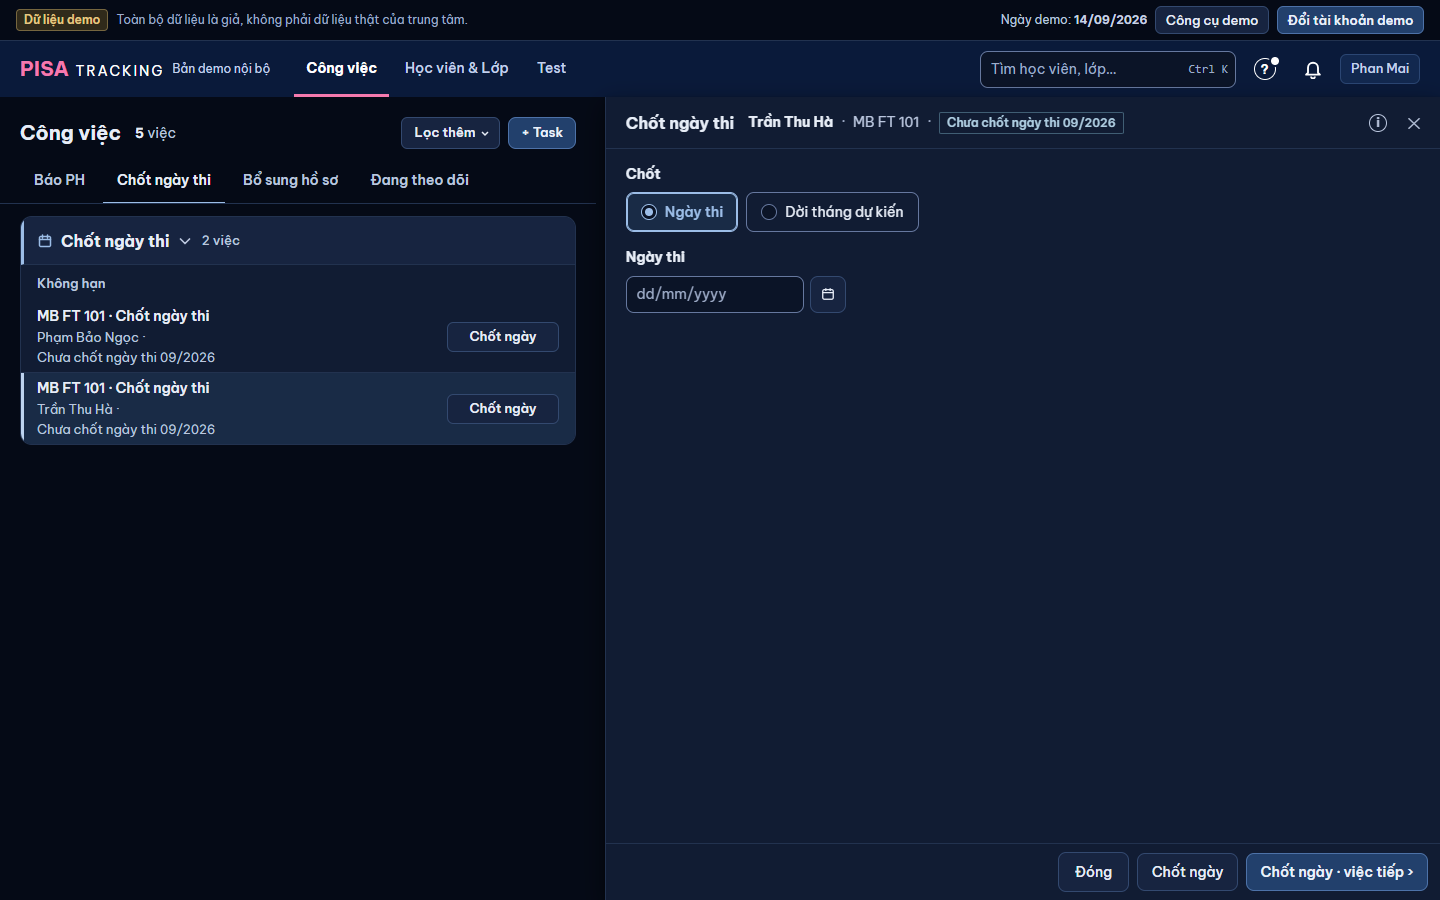 Dữ liệu demo Toàn bộ dữ liệu là giả, không phải dữ liệu thật của trung tâm. Ngày demo: 14/09/2026 Công cụ demo Đổi tài khoản demo
PISA TRACKING Bản demo nội bộ Công việc Học viên & Lớp Test Tìm học viên, lớp... Ctrl K ? Phan Mai
Công việc 5 việc Lọc thêm + Task
Báo PH Chốt ngày thi Bổ sung hồ sơ Đang theo dõi
Chốt ngày thi 2 việc
Không hạn
MB FT 101 · Chốt ngày thi
Phạm Bảo Ngọc ·
Chưa chốt ngày thi 09/2026
Chốt ngày
MB FT 101 · Chốt ngày thi
Trần Thu Hà ·
Chưa chốt ngày thi 09/2026
Chốt ngày
Chốt ngày thi Trần Thu Hà · MB FT 101 · Chưa chốt ngày thi 09/2026
Chốt
Ngày thi Dời tháng dự kiến
Ngày thi
dd/mm/yyyy
Đóng Chốt ngày Chốt ngày · việc tiếp ›